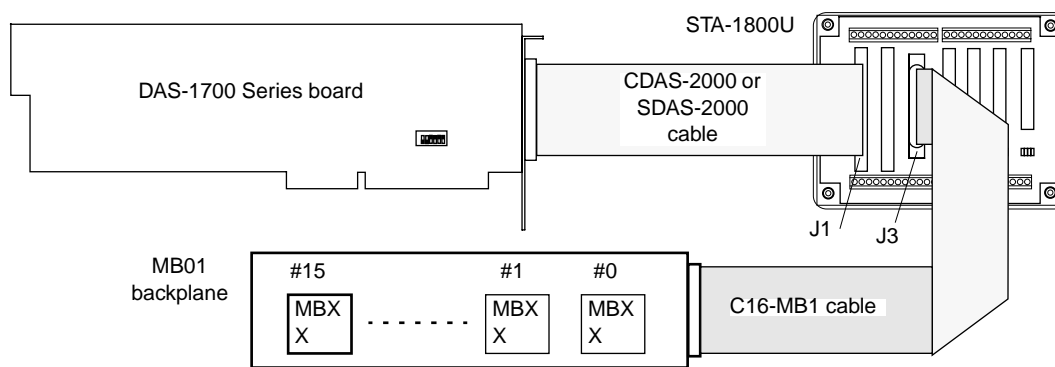 STA-1800U
DAS-1700 Series board
CDAS-2000 or
SDAS-2000
cable
J1
J3
MB01
backplane
#15
#1
#0
MBX
X
MBX
X
MBX
X
C16-MB1 cable